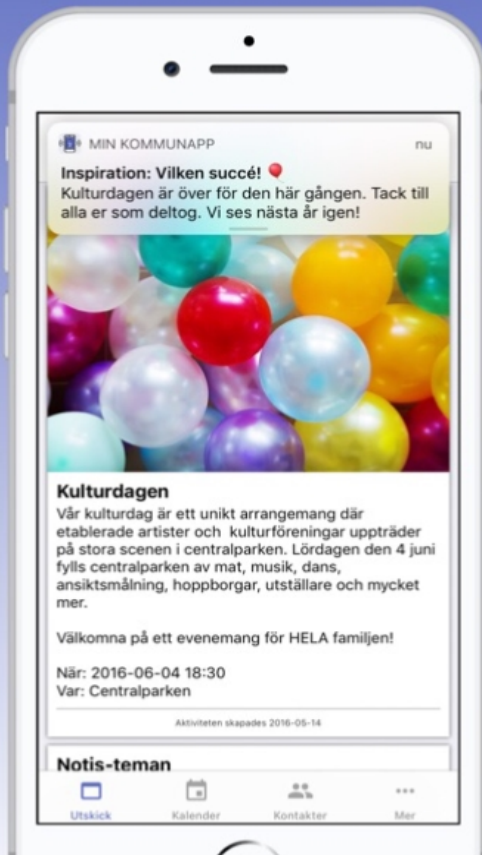 MIN KOMMUNAPP
nu
Inspiration: Vilken succé! 🎈
Kulturdagen är över för den här gången. Tack till
alla er som deltog. Vi ses nästa år igen!
Kulturdagen
Vår kulturdag är ett unikt arrangemang där
etablerade artister och kulturföreningar uppträder
på stora scenen i centralparken. Lördagen den 4 juni
fylls centralparken av mat, musik, dans,
ansiktsmålning, hoppborgar, utställare och mycket
mer.
Välkomna på ett evenemang för HELA familjen!
När: 2016-06-04 18:30
Var: Centralparken
Aktiviteten skapades 2016-05-14
Notis-teman
Utskick
Kalender
Kontakter
Mer